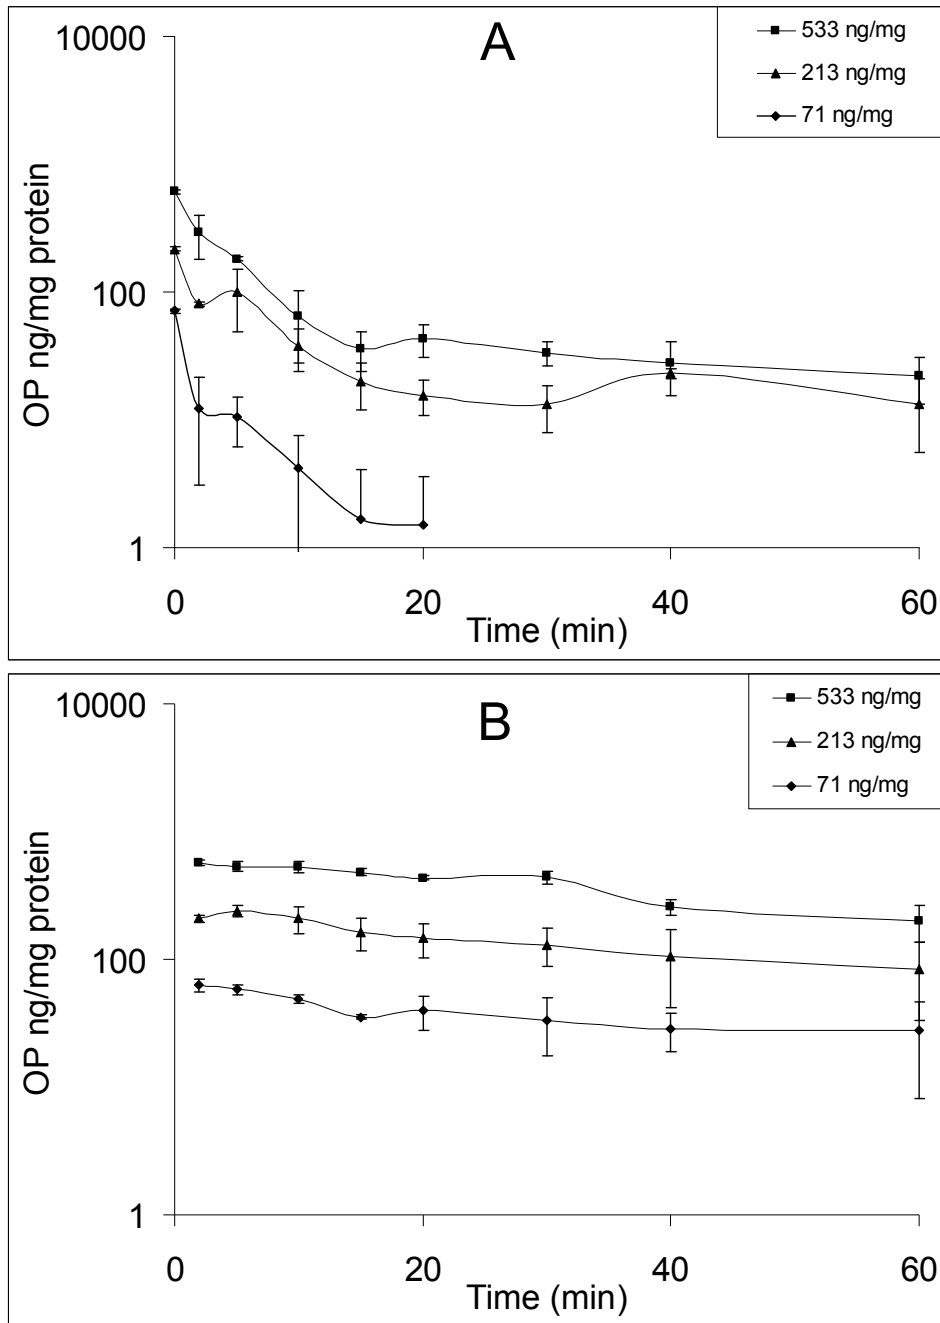 A
533 ng/mg
213 ng/mg
71 ng/mg
10000
100
1
OP ng/mg protein
0 20 40 60
Time (min)
B
533 ng/mg
213 ng/mg
71 ng/mg
10000
100
1
OP ng/mg protein
0 20 40 60
Time (min)